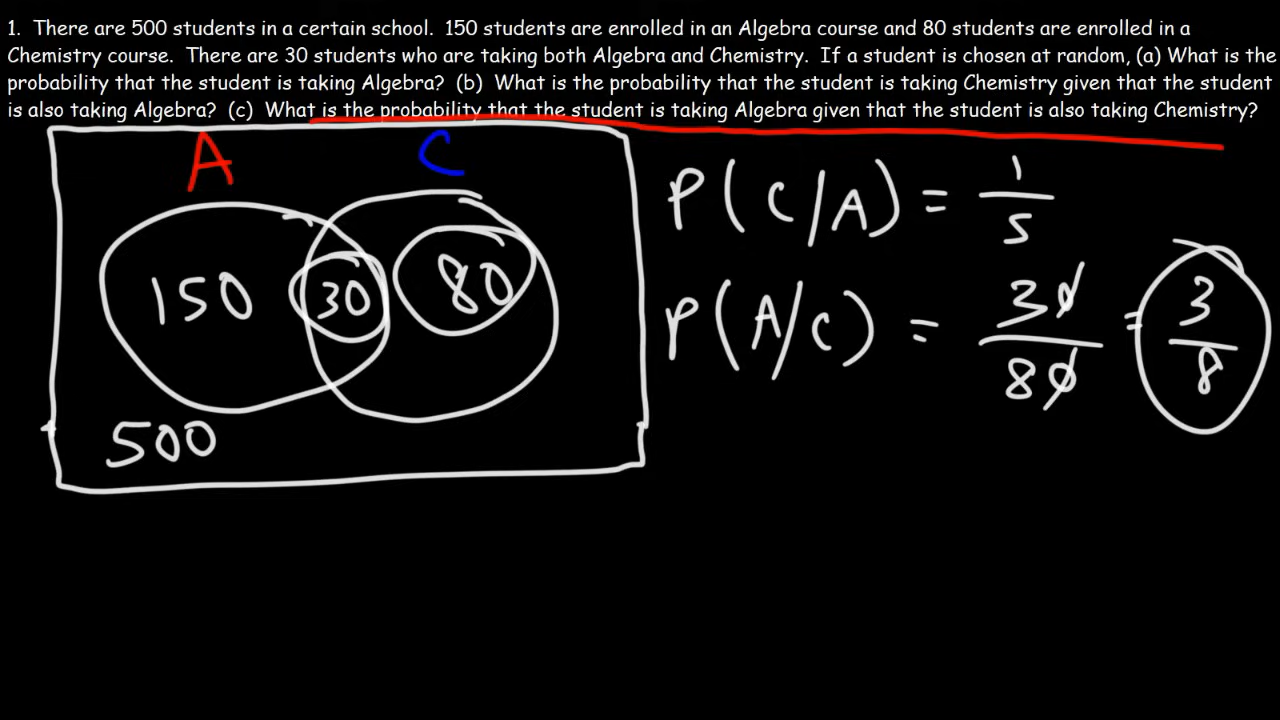 1. There are 500 students in a certain school. 150 students are enrolled in an Algebra course and 80 students are enrolled in a
Chemistry course. There are 30 students who are taking both Algebra and Chemistry. If a student is chosen at random, (a) What is the
probability that the student is taking Algebra? (b) What is the probability that the student is taking Chemistry given that the student
is also taking Algebra? (c) What is the probability that the student is taking Algebra given that the student is also taking Chemistry?
A C
P(C/A) = 1/5
150 30 80
P(A/C) = 30/80 = 3/8
500